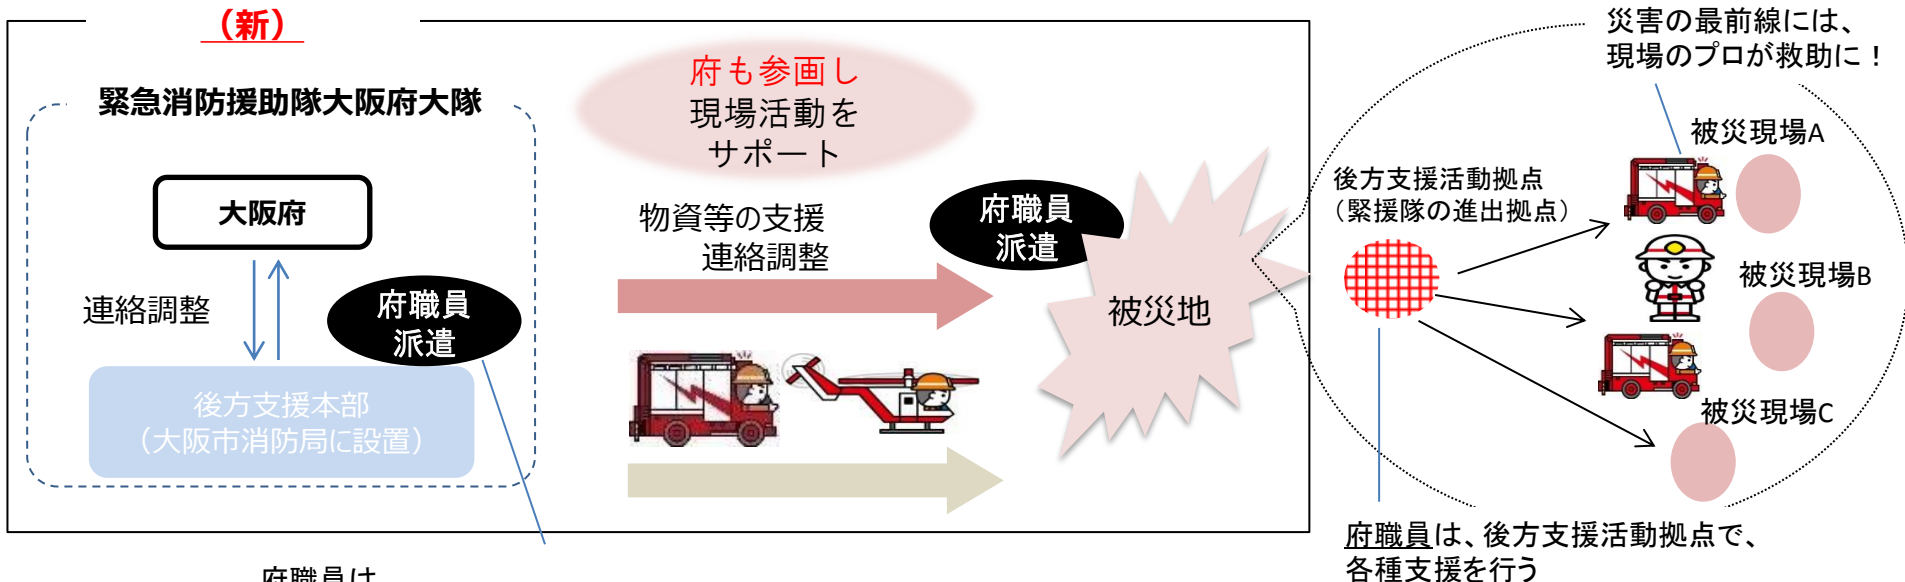 （新）
緊急消防援助隊大阪府大隊
大阪府
連絡調整
府職員
派遣
後方支援本部
（大阪市消防局に設置）
府職員は
府も参画し
現場活動を
サポート
物資等の支援
連絡調整
府職員
派遣
被災地
災害の最前線には、
現場のプロが救助に！
被災現場A
後方支援活動拠点
（緊援隊の進出拠点）
被災現場B
被災現場C
府職員は、後方支援活動拠点で、
各種支援を行う